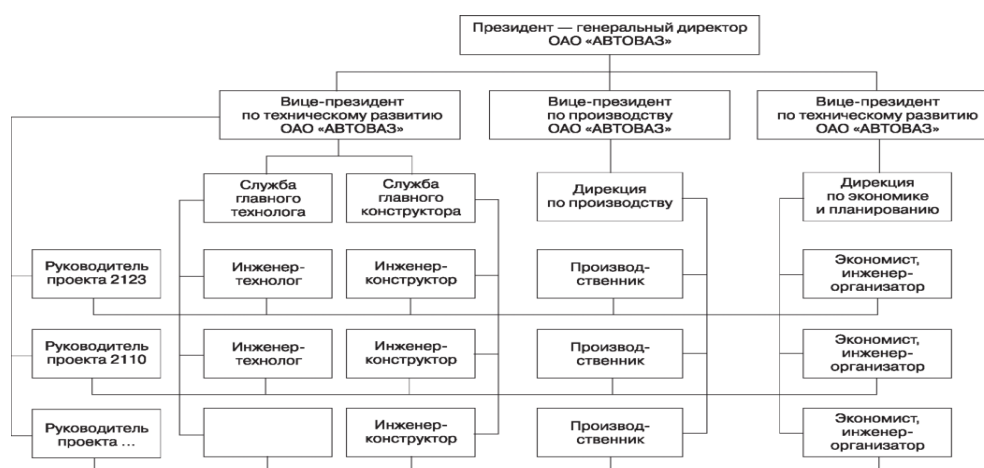 Президент — генеральный директор
ОАО «АВТОВАЗ»
Вице-президент
по техническому развитию
ОАО «АВТОВАЗ»
Вице-президент
по производству
ОАО «АВТОВАЗ»
Вице-президент
по техническому развитию
ОАО «АВТОВАЗ»
Служба
главного
технолога
Служба
главного
конструктора
Дирекция
по производству
Дирекция
по экономике
и планированию
Руководитель
проекта 2123
Инженер-
технолог
Инженер-
конструктор
Производ-
ственник
Экономист,
инженер-
организатор
Руководитель
проекта 2110
Инженер-
технолог
Инженер-
конструктор
Производ-
ственник
Экономист,
инженер-
организатор
Руководитель
проекта ...
Инженер-
конструктор
Производ-
ственник
Экономист,
инженер-
организатор